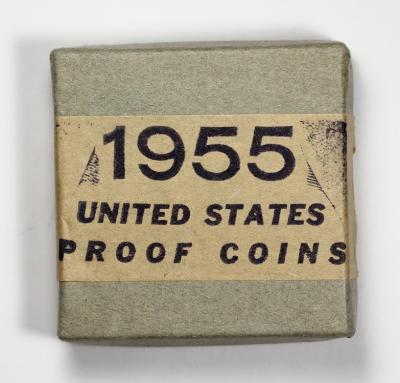 1955
UNITED STATES
PROOF COINS